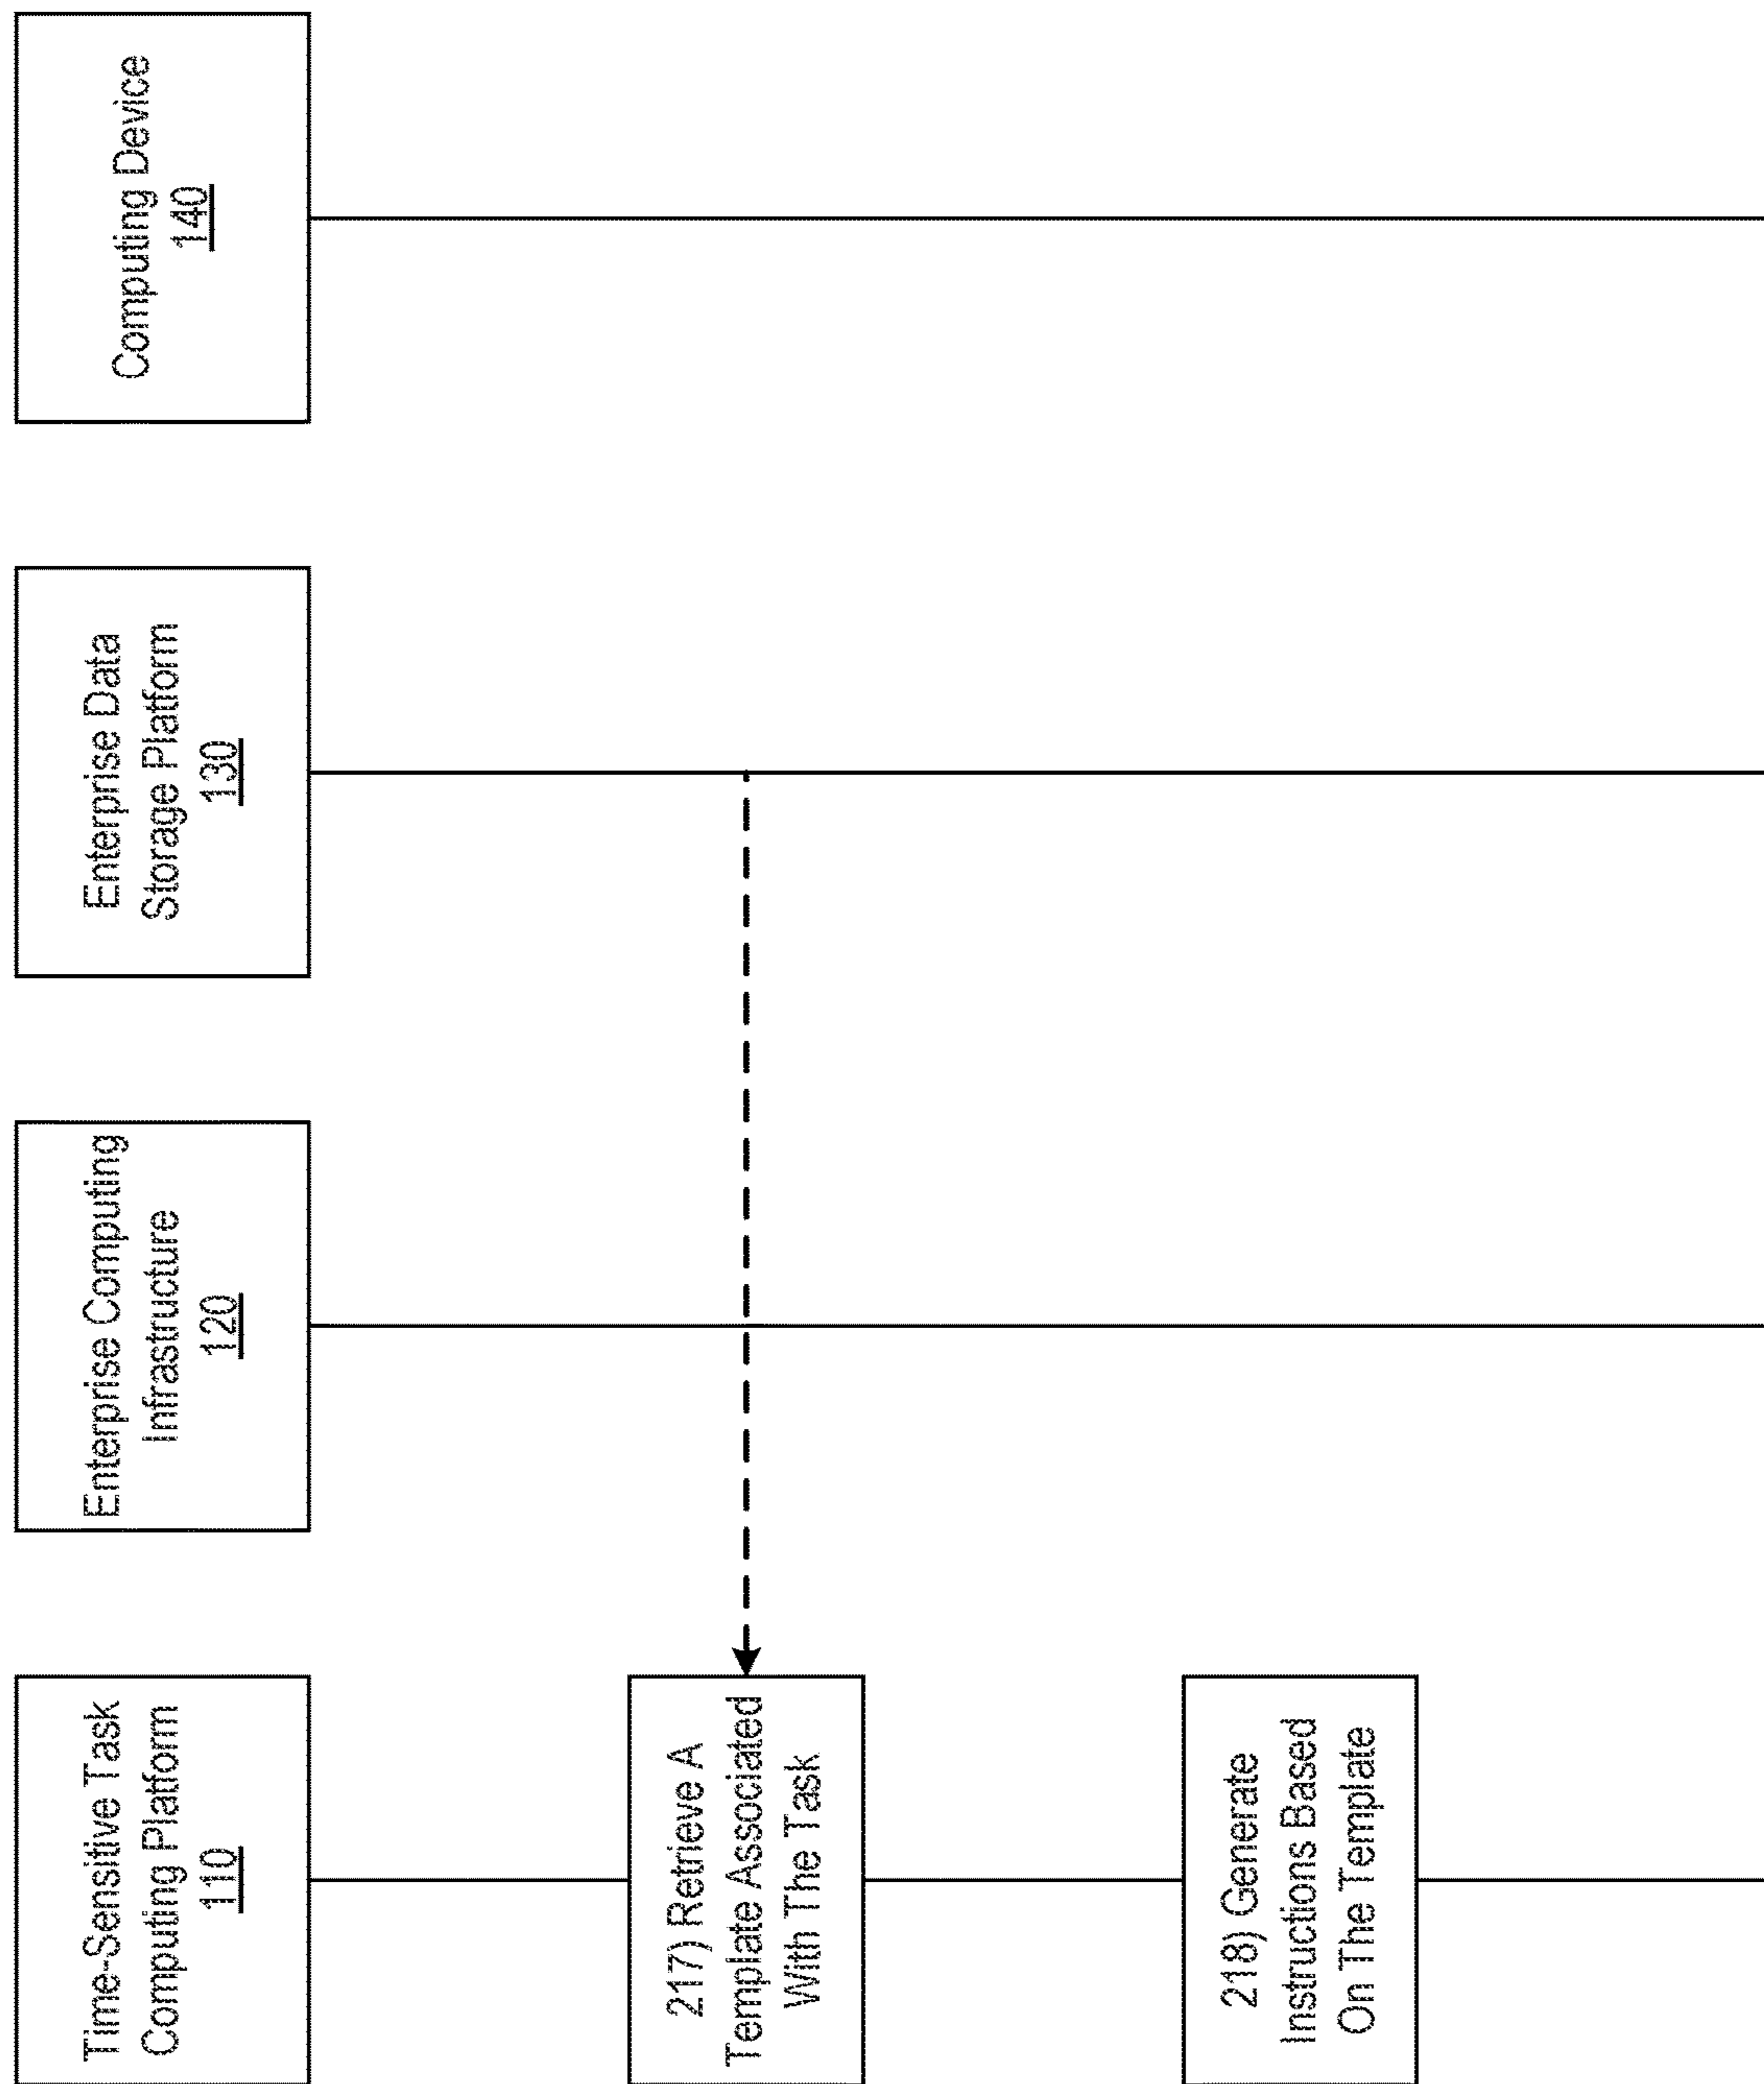 Time-Sensitive Task
Computing Platform
110
Enterprise Computing
Infrastructure
120
Enterprise Data
Storage Platform
130
Computing Device
140
217) Retrieve A
Template Associated
With The Task
218) Generate
Instructions Based
On The Template